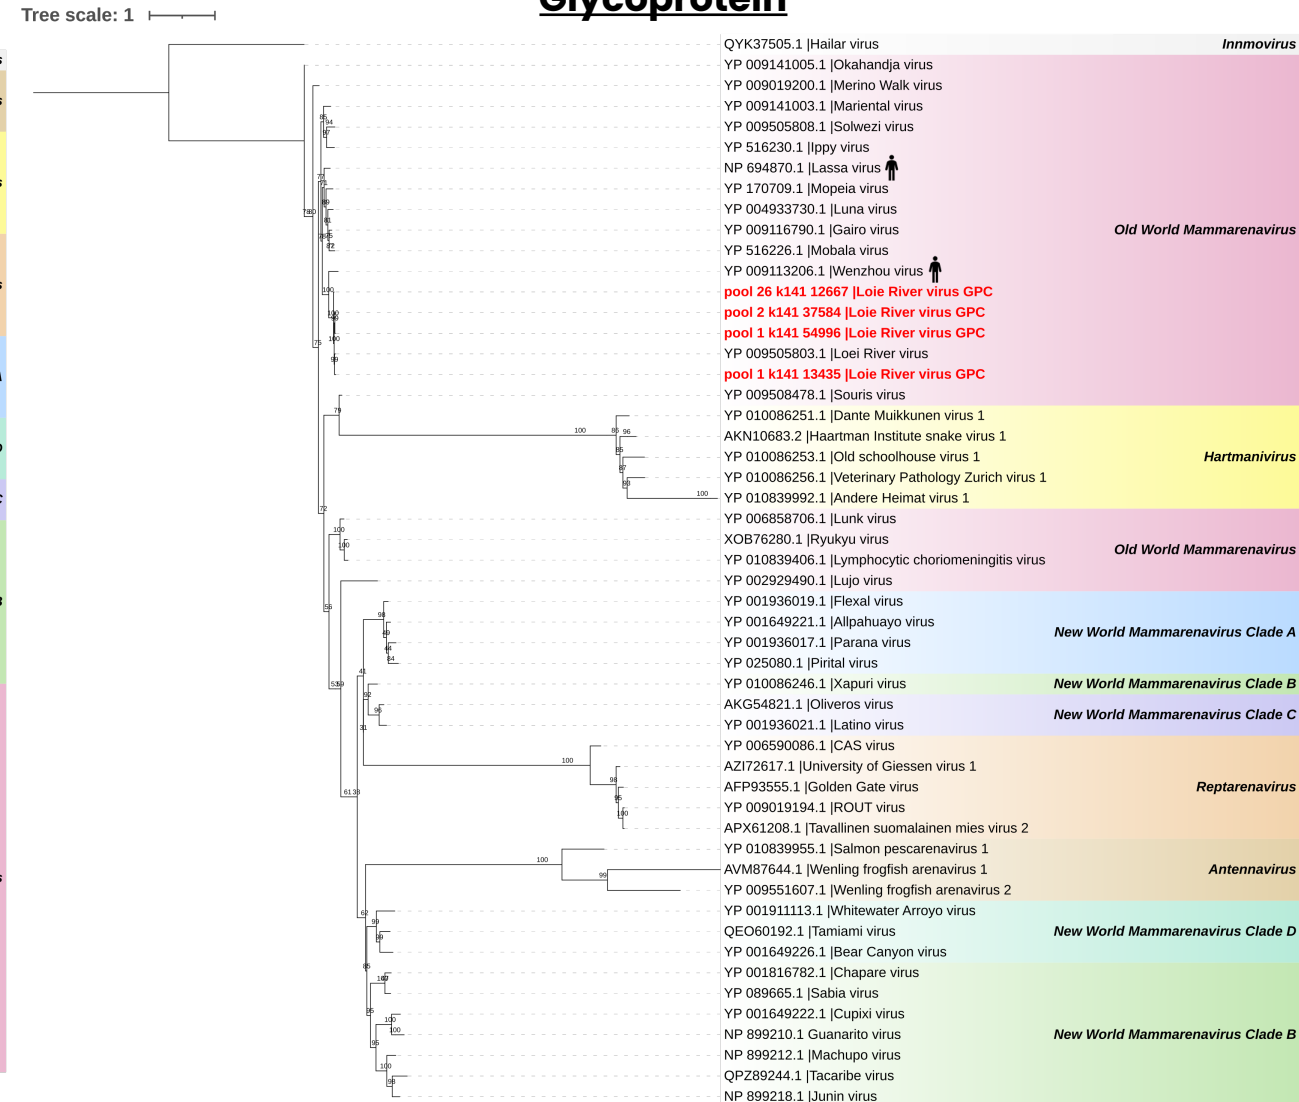 Glycoprotein
Tree scale: 1
QYK37505.1 |Hailar virus
Innmovirus
YP 009141005.1 |Okahandja virus
YP 009019200.1 |Merino Walk virus
YP 009141003.1 |Mariental virus
YP 009505808.1 |Solwezi virus
YP 516230.1 |Ippy virus
NP 694870.1 |Lassa virus
YP 170709.1 |Mopeia virus
YP 004933730.1 |Luna virus
YP 009116790.1 |Gairo virus
Old World Mammarenavirus
YP 516226.1 |Mobala virus
YP 009113206.1 |Wenzhou virus
pool 26 k141 12667 |Loie River virus GPC
pool 2 k141 37584 |Loie River virus GPC
pool 1 k141 54996 |Loie River virus GPC
YP 009505803.1 |Loei River virus
pool 1 k141 13435 |Loie River virus GPC
YP 009508478.1 |Souris virus
YP 010086251.1 |Dante Muikkunen virus 1
AKN10683.2 |Haartman Institute snake virus 1
YP 010086253.1 |Old schoolhouse virus 1
Hartmanivirus
YP 010086256.1 |Veterinary Pathology Zurich virus 1
YP 010839992.1 |Andere Heimat virus 1
YP 006858706.1 |Lunk virus
XOB76280.1 |Ryukyu virus
Old World Mammarenavirus
YP 010839406.1 |Lymphocytic choriomeningitis virus
YP 002929490.1 |Lujo virus
YP 001936019.1 |Flexal virus
YP 001649221.1 |Allpahuayo virus
New World Mammarenavirus Clade A
YP 001936017.1 |Parana virus
YP 025080.1 |Pirital virus
YP 010086246.1 |Xapuri virus
New World Mammarenavirus Clade B
AKG54821.1 |Oliveros virus
New World Mammarenavirus Clade C
YP 001936021.1 |Latino virus
YP 006590086.1 |CAS virus
AZI72617.1 |University of Giessen virus 1
AFP93555.1 |Golden Gate virus
Reptarenavirus
YP 009019194.1 |ROUT virus
APX61208.1 |Tavallinen suomalainen mies virus 2
YP 010839955.1 |Salmon pescarenavirus 1
AVM87644.1 |Wenling frogfish arenavirus 1
Antennavirus
YP 009551607.1 |Wenling frogfish arenavirus 2
YP 001911113.1 |Whitewater Arroyo virus
QEO60192.1 |Tamiami virus
New World Mammarenavirus Clade D
YP 001649226.1 |Bear Canyon virus
YP 001816782.1 |Chapare virus
YP 089665.1 |Sabia virus
YP 001649222.1 |Cupixi virus
NP 899210.1 Guanarito virus
New World Mammarenavirus Clade B
NP 899212.1 |Machupo virus
QPZ89244.1 |Tacaribe virus
NP 899218.1 |Junin virus